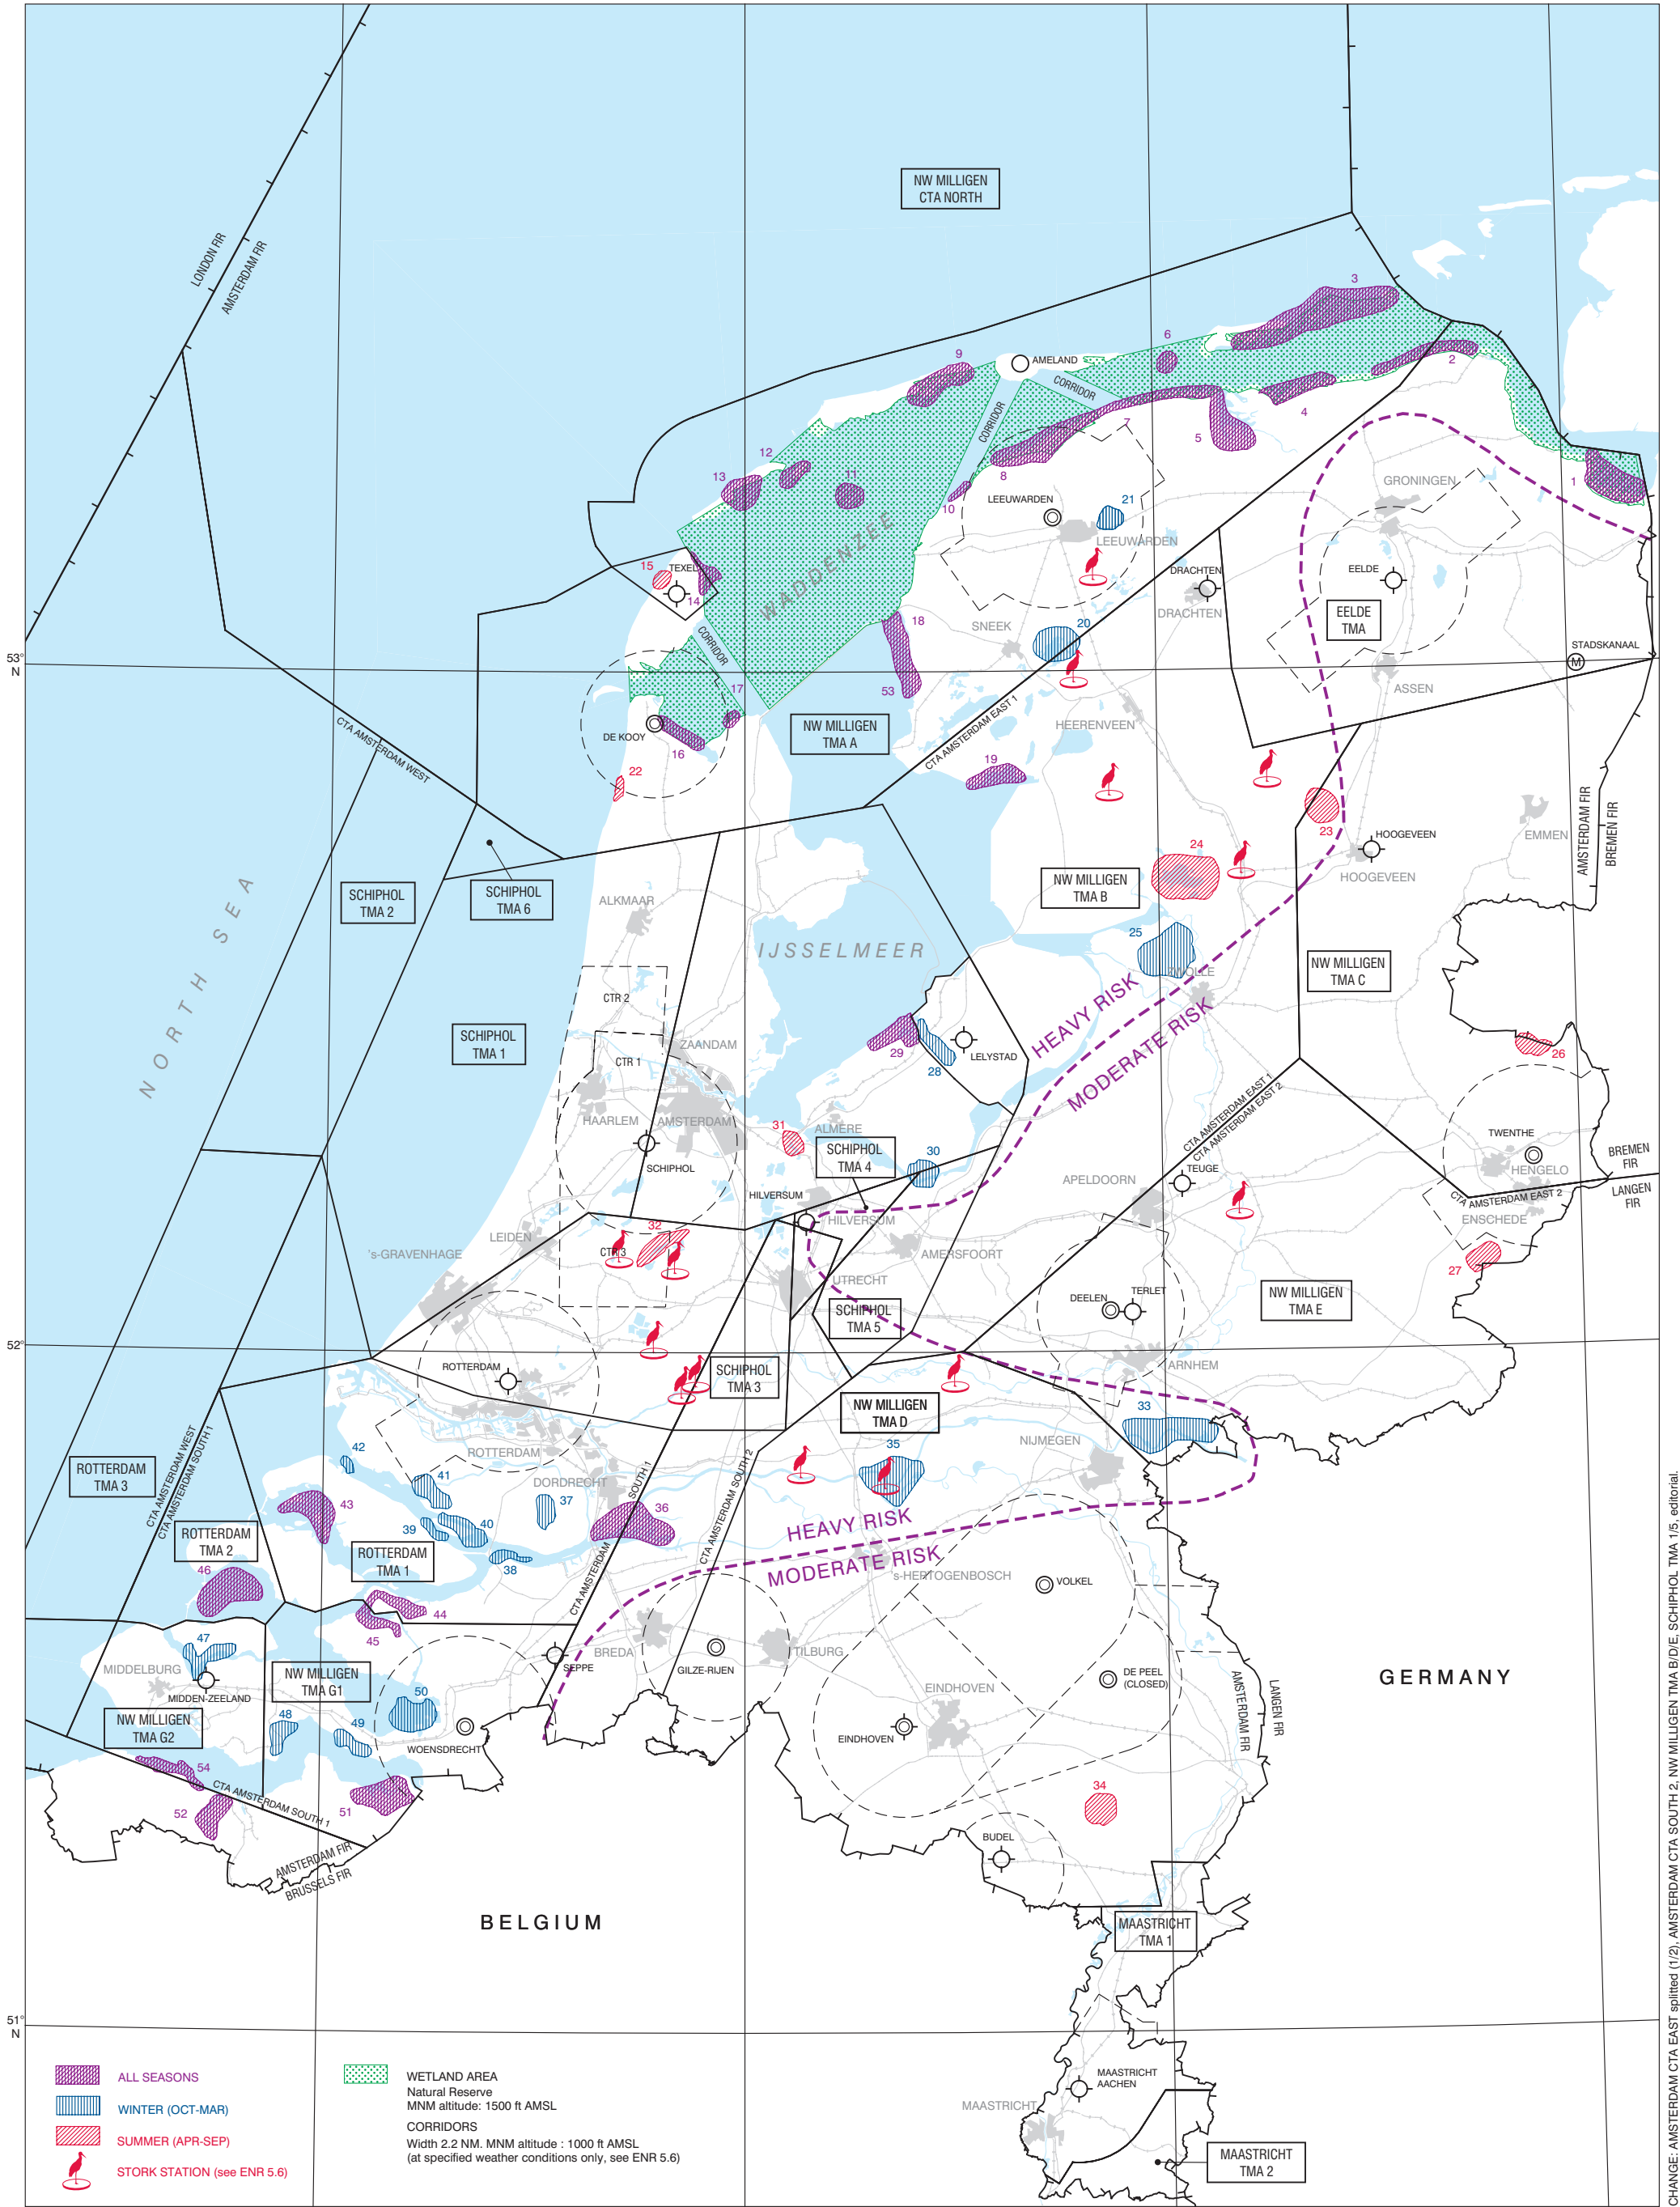 NW MILLIGEN
CTA NORTH
LONDON FIR
AMSTERDAM FIR
3
6
9
AMELAND
2
CORRIDOR
CORRIDOR
4
7
5
12
13
11
8
10
1
GRONINGEN
LEEUWARDEN
21
LEEUWARDEN
WADDENZEE
15
TEXEL
14
DRACHTEN
DRACHTEN
EELDE
EELDE
TMA
18
SNEEK
20
CORRIDOR
STADSKANAAL
M
53°
N
53
17
ASSEN
NW MILLIGEN
TMA A
HEERENVEEN
DE KOOY
16
CTA AMSTERDAM WEST
CTA AMSTERDAM EAST 1
19
22
23
HOOGEVEEN
HOOGEVEEN
EMMEN
AMSTERDAM FIR
BREMEN FIR
24
NW MILLIGEN
TMA B
SCHIPHOL
TMA 2
SCHIPHOL
TMA 6
ALKMAAR
NORTH SEA
IJSSELMEER
25
ZWOLLE
NW MILLIGEN
TMA C
CTR 2
SCHIPHOL
TMA 1
CTR 1
ZAANDAM
29
28
LELYSTAD
HEAVY RISK
MODERATE RISK
26
HAARLEM
AMSTERDAM
31
ALMERE
SCHIPHOL
TMA 4
30
SCHIPHOL
CTA AMSTERDAM EAST 1
CTA AMSTERDAM EAST 2
TWENTHE
HENGELO
BREMEN
FIR
LANGEN
FIR
CTA AMSTERDAM EAST 2
ENSCHEDE
27
APELDOORN
TEUGE
HILVERSUM
HILVERSUM
AMERSFOORT
LEIDEN
's-GRAVENHAGE
CTR 3
32
UTRECHT
SCHIPHOL
TMA 5
DEELEN
TERLET
NW MILLIGEN
TMA E
52°
ROTTERDAM
SCHIPHOL
TMA 3
ARNHEM
NW MILLIGEN
TMA D
33
35
NIJMEGEN
CTA AMSTERDAM WEST
CTA AMSTERDAM SOUTH 1
ROTTERDAM
TMA 3
42
41
ROTTERDAM
DORDRECHT
37
36
SOUTH 1
CTA AMSTERDAM
CTA AMSTERDAM SOUTH 2
43
39
40
38
ROTTERDAM
TMA 2
ROTTERDAM
TMA 1
46
44
45
HEAVY RISK
MODERATE RISK
's-HERTOGENBOSCH
VOLKEL
47
MIDDELBURG
MIDDEN-ZEELAND
NW MILLIGEN
TMA G1
NW MILLIGEN
TMA G2
48
49
50
WOENSDRECHT
SEPPE
BREDA
GILZE-RIJEN
TILBURG
EINDHOVEN
EINDHOVEN
DE PEEL
(CLOSED)
AMSTERDAM FIR
LANGEN FIR
GERMANY
54
52
51
CTA AMSTERDAM SOUTH 1
AMSTERDAM FIR
BRUSSELS FIR
34
BUDEL
BELGIUM
MAASTRICHT
TMA 1
51°
N
MAASTRICHT
AACHEN
MAASTRICHT
MAASTRICHT
TMA 2
ALL SEASONS
WINTER (OCT-MAR)
SUMMER (APR-SEP)
STORK STATION (see ENR 5.6)
WETLAND AREA
Natural Reserve
MNM altitude: 1500 ft AMSL
CORRIDORS
Width 2.2 NM. MNM altitude : 1000 ft AMSL
(at specified weather conditions only, see ENR 5.6)
CHANGE: AMSTERDAM CTA EAST splitted (1/2), AMSTERDAM CTA SOUTH 2, NW MILLIGEN TMA B/D/E, SCHIPHOL TMA 1/5, editorial.